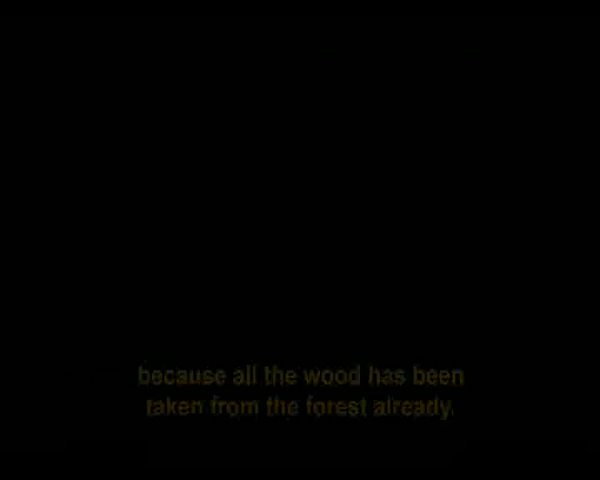 because all the wood has been
taken from the forest already.